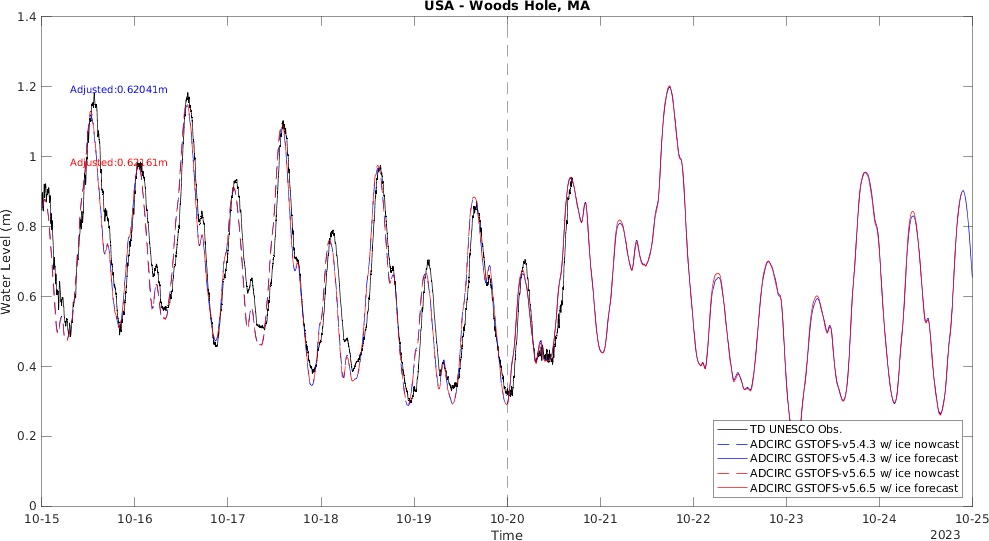 USA - Woods Hole, MA
1.4
1.2
1
0.8
0.6
0.4
0.2
0
Water Level (m)
Adjusted:0.62041m
Adjusted:0.62161m
TD UNESCO Obs.
ADCIRC GSTOFS-v5.4.3 w/ ice nowcast
ADCIRC GSTOFS-v5.4.3 w/ ice forecast
ADCIRC GSTOFS-v5.6.5 w/ ice nowcast
ADCIRC GSTOFS-v5.6.5 w/ ice forecast
10-15 10-16 10-17 10-18 10-19 10-20 10-21 10-22 10-23 10-24 10-25
Time
2023